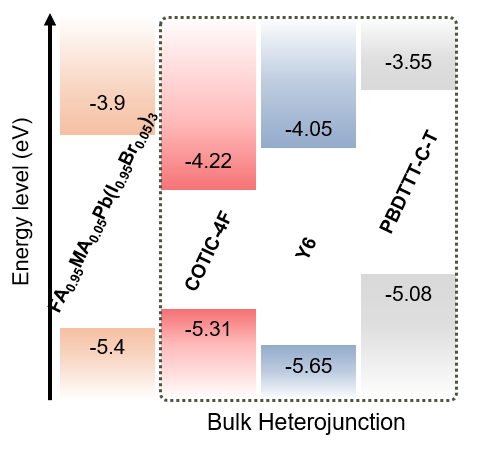 Energy level (eV)
-3.9
-4.22
-4.05
-3.55
FA0.95MA0.05Pb(I0.95Br0.05)3
COTIC-4F
Y6
PBDTTT-C-T
-5.4
-5.31
-5.65
-5.08
Bulk Heterojunction